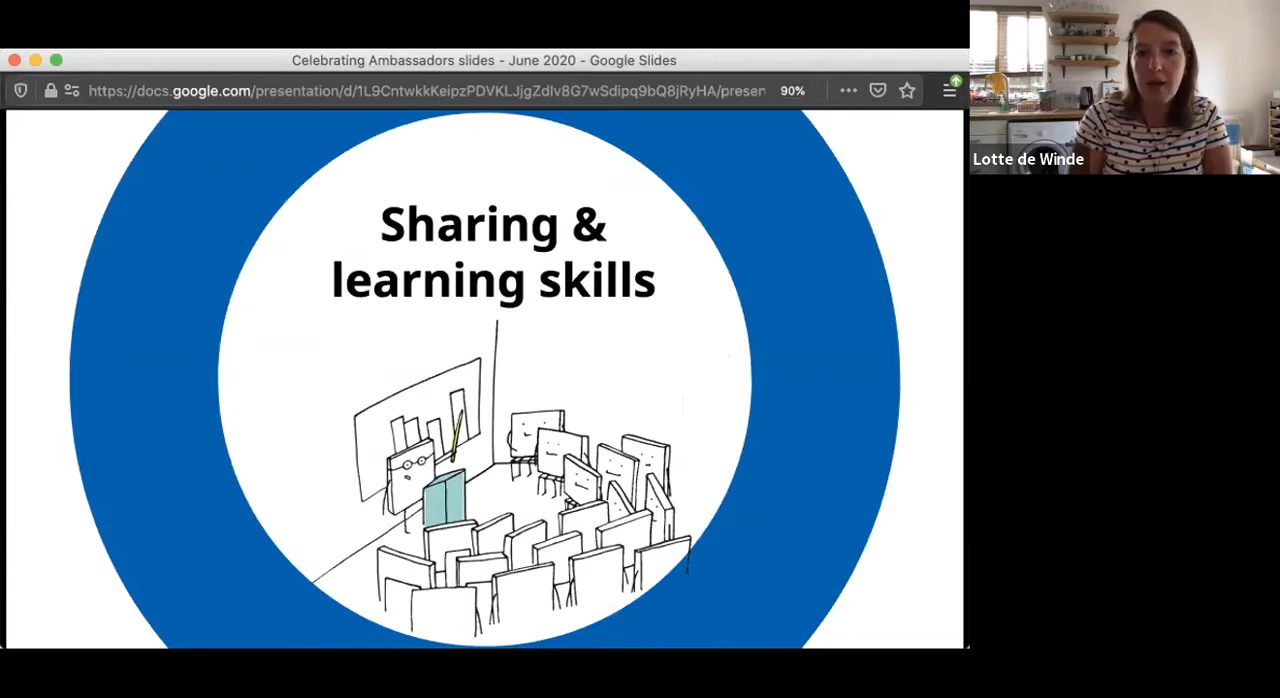 Celebrating Ambassadors slides - June 2020 - Google Slides
https://docs.google.com/presentation/d/1L9CntwkkKeipzPDVKLJjgZdlv8G7wSdipq9bQ8jRyHA/presen
90%
Lotte de Winde
Sharing &
learning skills